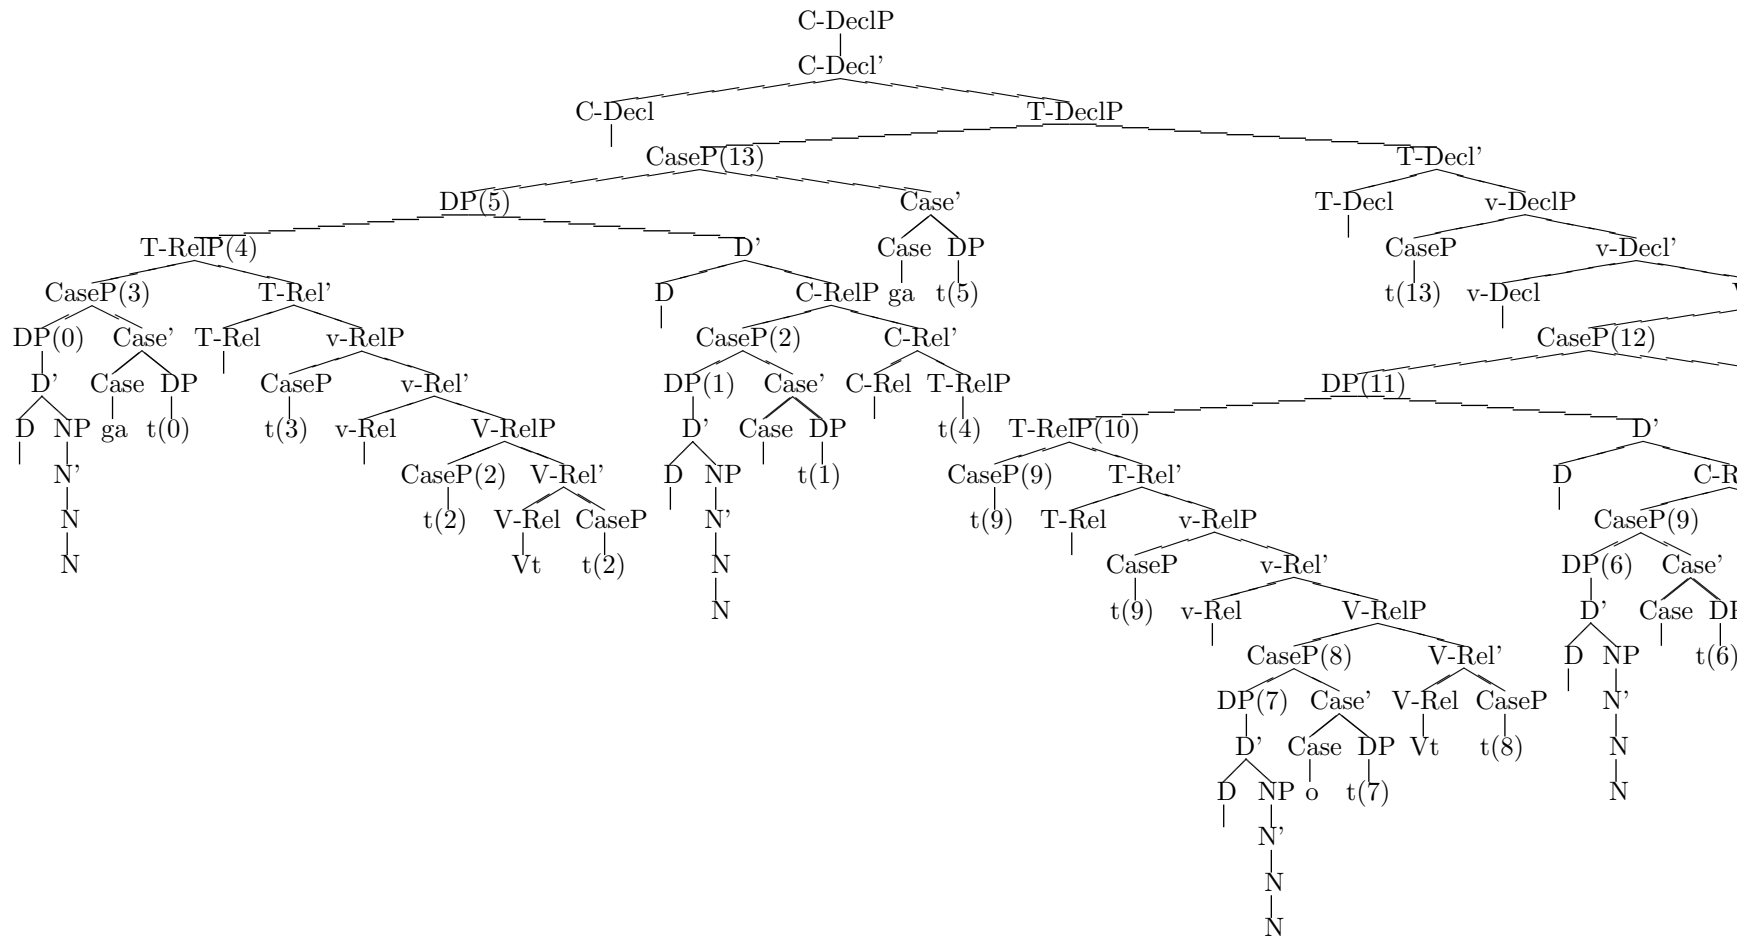 C-DeclP
C-Decl’
C-Decl T-DeclP
CaseP(13) T-Decl’
DP(5) Case’ T-Decl v-DeclP
T-RelP(4) D’ Case DP CaseP v-Decl’
CaseP(3) T-Rel’ D C-RelP ga t(5) t(13) v-Decl
DP(0) Case’ T-Rel v-RelP CaseP(2) C-Rel’ CaseP(12)
D’ Case DP CaseP v-Rel’ DP(1) Case’ C-Rel T-RelP DP(11)
D NP ga t(0) t(3) v-Rel V-RelP D’ Case DP t(4) T-RelP(10) D’
N’ CaseP(2) V-Rel’ D NP t(1) CaseP(9) T-Rel’ D C-R
N t(2) V-Rel CaseP N’ t(9) T-Rel v-RelP CaseP(9)
N Vt t(2) N CaseP v-Rel’ DP(6) Case’
N t(9) v-Rel V-RelP D’ Case DP
CaseP(8) V-Rel’ D NP t(6)
DP(7) Case’ V-Rel CaseP N’
D’ Case DP Vt t(8) N
D NP o t(7) N
N’
N
N